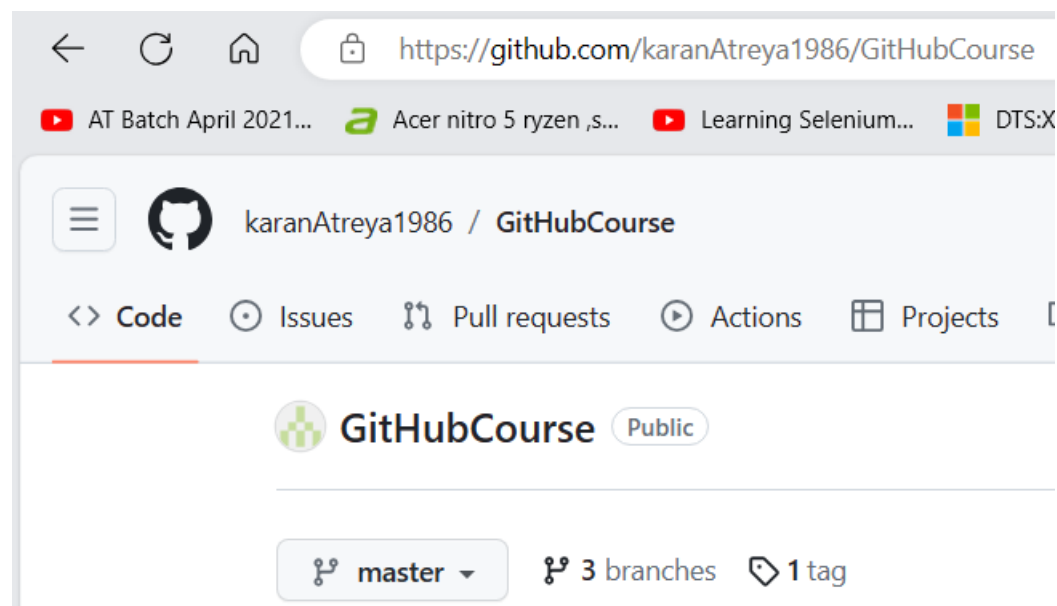 https://github.com/karanAtreya1986/GitHubCourse
AT Batch April 2021... Acer nitro 5 ryzen ,s... Learning Selenium... DTS:X
karanAtreya1986 / GitHubCourse
Code Issues Pull requests Actions Projects
GitHubCourse Public
master 3 branches 1 tag